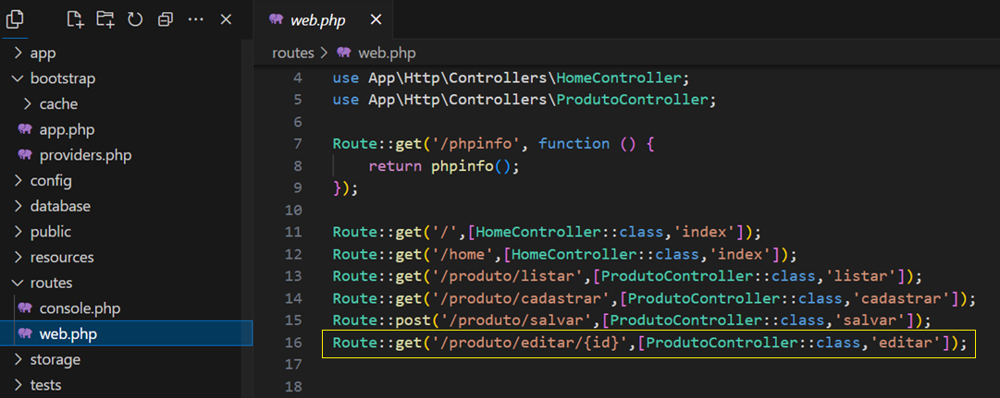 web.php
app
bootstrap
cache
app.php
providers.php
config
database
public
resources
routes
console.php
web.php
storage
tests
routes > web.php
4 use App\Http\Controllers\HomeController;
5 use App\Http\Controllers\ProdutoController;
6
7 Route::get('/phpinfo', function () {
8 return phpinfo();
9 });
10
11 Route::get('/',[HomeController::class,'index']);
12 Route::get('/home',[HomeController::class,'index']);
13 Route::get('/produto/listar',[ProdutoController::class,'listar']);
14 Route::get('/produto/cadastrar',[ProdutoController::class,'cadastrar']);
15 Route::post('/produto/salvar',[ProdutoController::class,'salvar']);
16 Route::get('/produto/editar/{id}',[ProdutoController::class,'editar']);
17
18